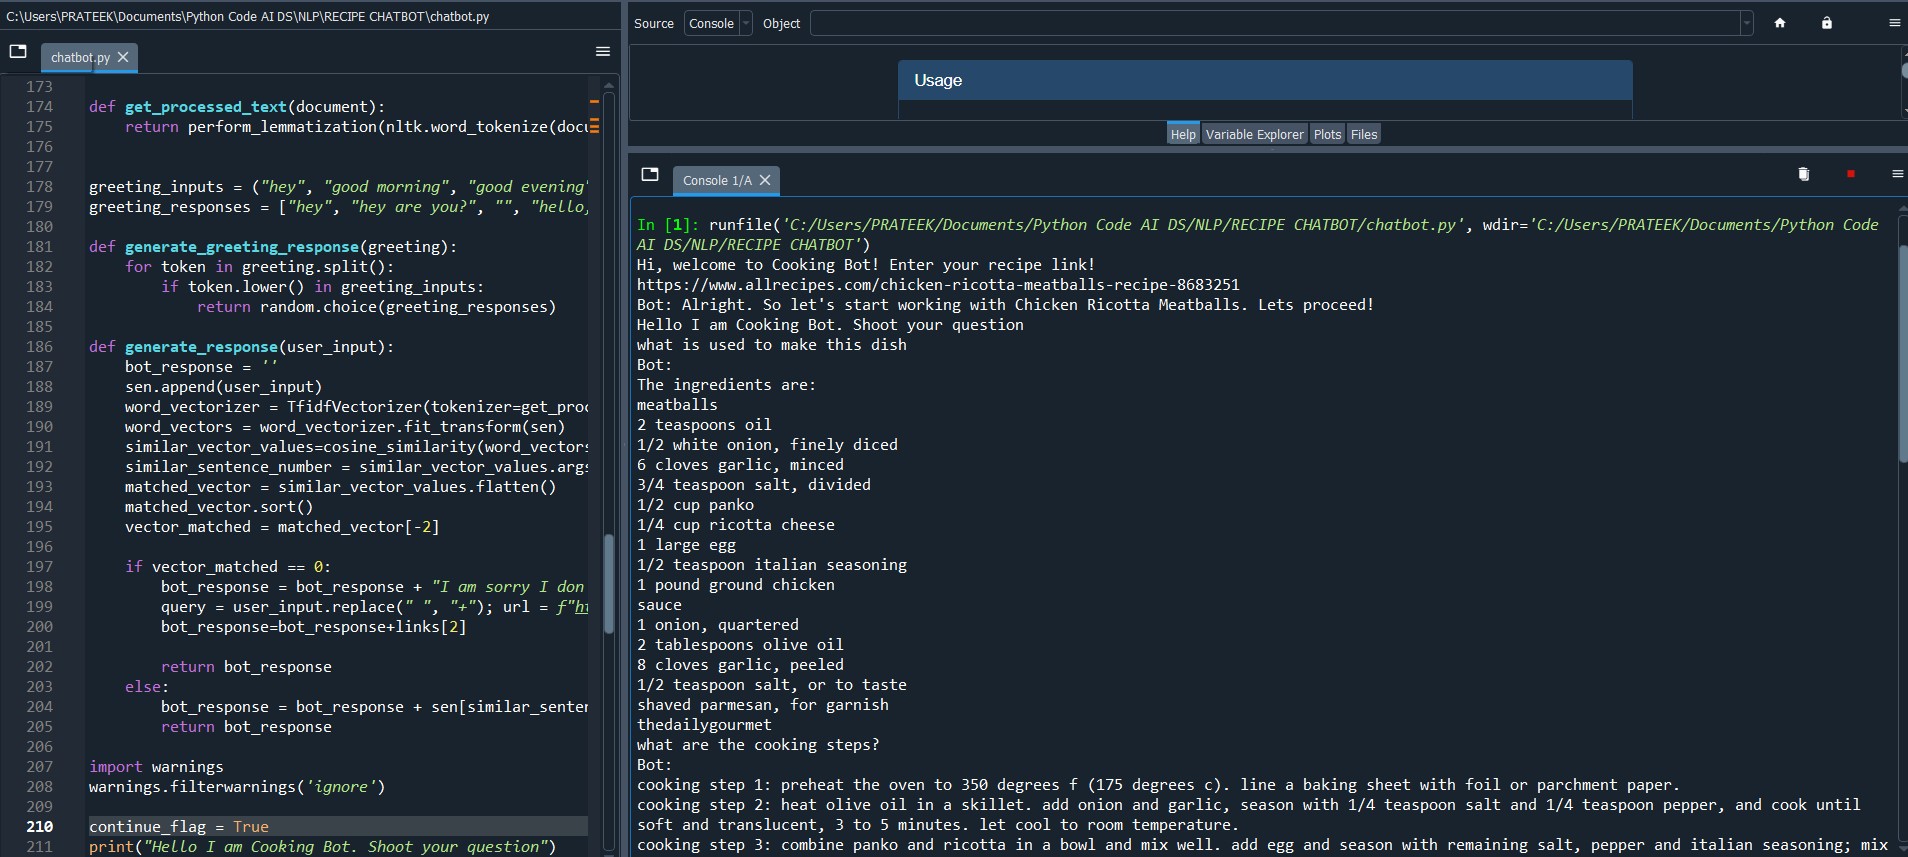 C:\Users\PRATEEK\Documents\Python Code AI DS\NLP\RECIPE CHATBOT\chatbot.py
chatbot.py
173
174 def get_processed_text(document):
175 return perform_lemmatization(nltk.word_tokenize(docu
176
177
178 greeting_inputs = ("hey", "good morning", "good evening"
179 greeting_responses = ["hey", "hey are you?", "", "hello,
180
181 def generate_greeting_response(greeting):
182 for token in greeting.split():
183 if token.lower() in greeting_inputs:
184 return random.choice(greeting_responses)
185
186 def generate_response(user_input):
187 bot_response = ''
188 sen.append(user_input)
189 word_vectorizer = TfidfVectorizer(tokenizer=get_proc
190 word_vectors = word_vectorizer.fit_transform(sen)
191 similar_vector_values=cosine_similarity(word_vectors
192 similar_sentence_number = similar_vector_values.args
193 matched_vector = similar_vector_values.flatten()
194 matched_vector.sort()
195 vector_matched = matched_vector[-2]
196
197 if vector_matched == 0:
198 bot_response = bot_response + "I am sorry I don
199 query = user_input.replace(" ", "+"); url = f"ht
200 bot_response=bot_response+links[2]
201
202 return bot_response
203 else:
204 bot_response = bot_response + sen[similar_senter
205 return bot_response
206
207 import warnings
208 warnings.filterwarnings('ignore')
209
210 continue_flag = True
211 print("Hello I am Cooking Bot. Shoot your question")
Source Console Object
Usage
Help Variable Explorer Plots Files
Console 1/A
In [1]: runfile('C:/Users/PRATEEK/Documents/Python Code AI DS/NLP/RECIPE CHATBOT/chatbot.py', wdir='C:/Users/PRATEEK/Documents/Python Code
AI DS/NLP/RECIPE CHATBOT')
Hi, welcome to Cooking Bot! Enter your recipe link!
https://www.allrecipes.com/chicken-ricotta-meatballs-recipe-8683251
Bot: Alright. So let's start working with Chicken Ricotta Meatballs. Lets proceed!
Hello I am Cooking Bot. Shoot your question
what is used to make this dish
Bot:
The ingredients are:
meatballs
2 teaspoons oil
1/2 white onion, finely diced
6 cloves garlic, minced
3/4 teaspoon salt, divided
1/2 cup panko
1/4 cup ricotta cheese
1 large egg
1/2 teaspoon italian seasoning
1 pound ground chicken
sauce
1 onion, quartered
2 tablespoons olive oil
8 cloves garlic, peeled
1/2 teaspoon salt, or to taste
shaved parmesan, for garnish
thedailygourmet
what are the cooking steps?
Bot:
cooking step 1: preheat the oven to 350 degrees f (175 degrees c). line a baking sheet with foil or parchment paper.
cooking step 2: heat olive oil in a skillet. add onion and garlic, season with 1/4 teaspoon salt and 1/4 teaspoon pepper, and cook until
soft and translucent, 3 to 5 minutes. let cool to room temperature.
cooking step 3: combine panko and ricotta in a bowl and mix well. add egg and season with remaining salt, pepper and italian seasoning; mix